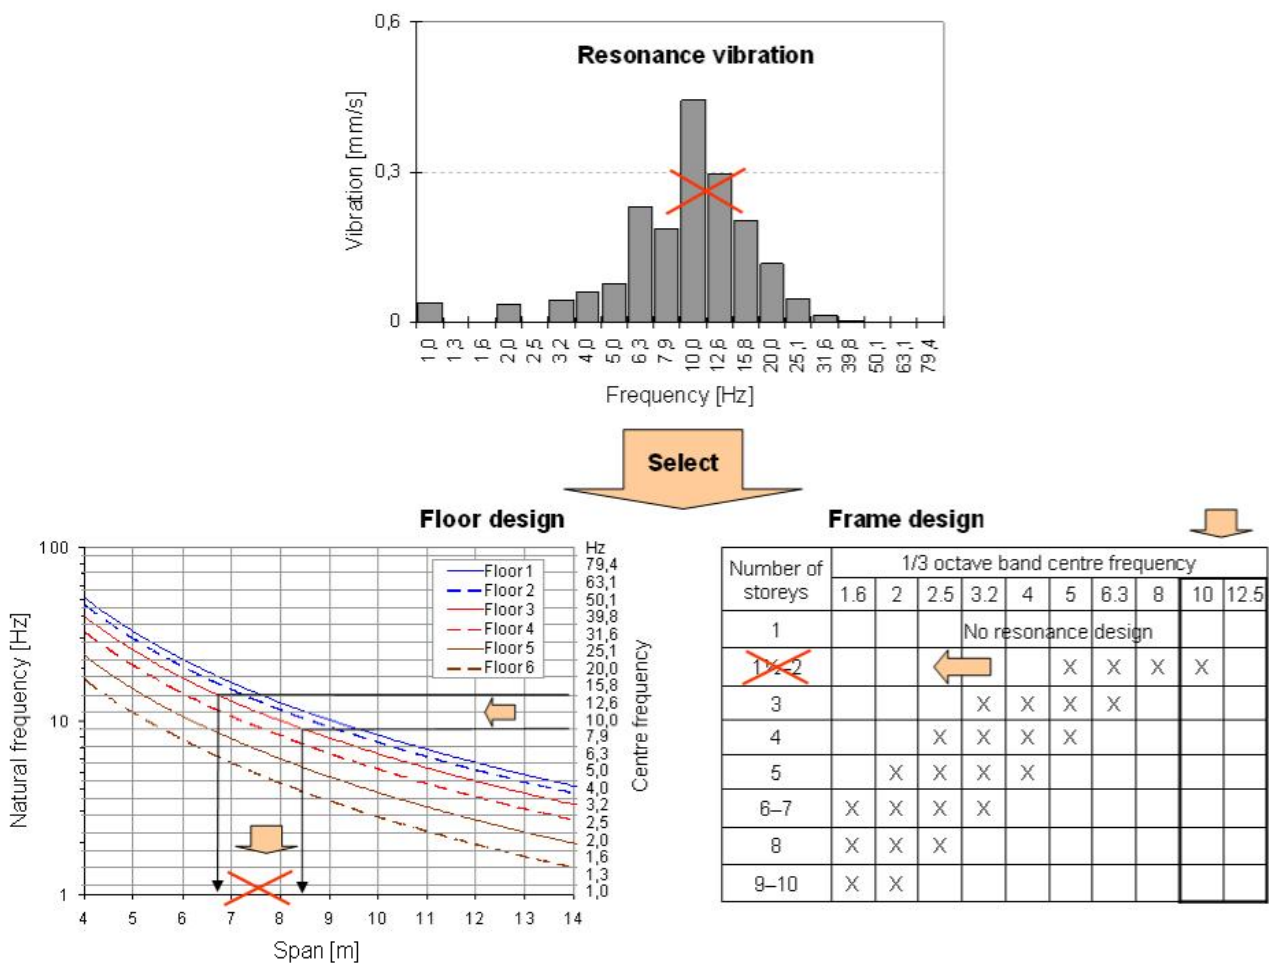 Resonance vibration
0,6
0,3
0
Vibration [mm/s]
1,0 1,3 1,6 2,0 2,5 3,2 4,0 5,0 6,3 7,9 10,0 12,6 15,8 20,0 25,1 31,6 39,8 50,1 63,1 79,4
Frequency [Hz]
Select
Floor design
100
10
1
Natural frequency [Hz]
Floor 1
Floor 2
Floor 3
Floor 4
Floor 5
Floor 6
Hz
79,4
63,1
50,1
39,8
31,6
25,1
20,0
15,8
12,6
10,0
7,9
6,3
5,0
4,0
3,2
2,5
2,0
1,6
1,3
1,0
Centre frequency
4 5 6 7 8 9 10 11 12 13 14
Span [m]
Frame design
Number of storeys 1/3 octave band centre frequency
1.6 2 2.5 3.2 4 5 6.3 8 10 12.5
1 No resonance design
1½–2 X X X X
3 X X X X
4 X X X X
5 X X X X
6–7 X X X X
8 X X X
9–10 X X